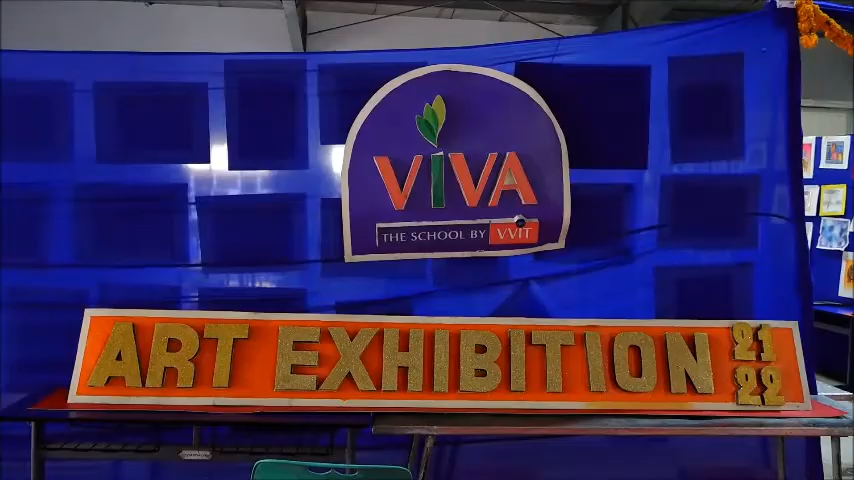 VIVA
THE SCHOOL BY VVIT
ART EXHIBITION 21
22